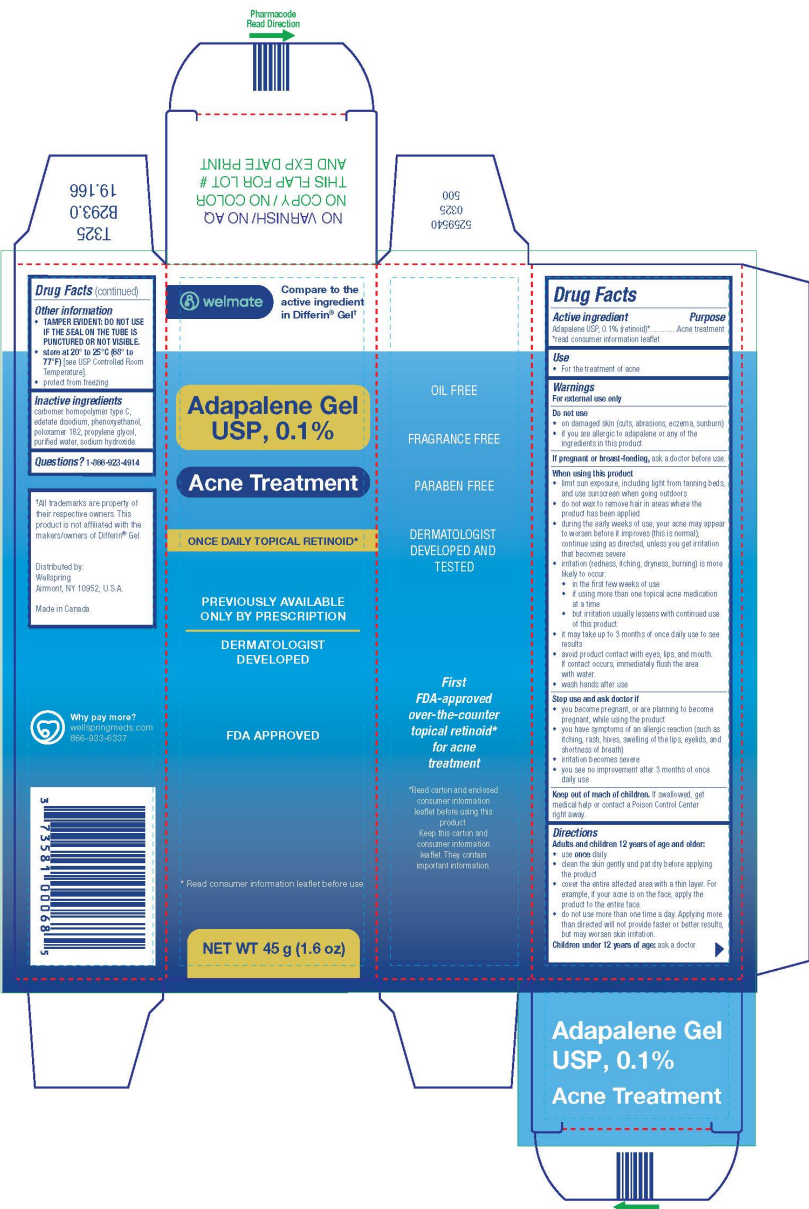 Pharmacode
Read Direction
NO VARNISH/ NO AQ
NO COPY / NO COLOR
THIS FLAP FOR LOT #
AND EXP DATE PRINT
T325
B293.0
19.166
5259540
0325
500
Drug Facts (continued)
Other information
• TAMPER EVIDENT: DO NOT USE
IF THE SEAL ON THE TUBE IS
PUNCTURED OR NOT VISIBLE.
• store at 20° to 25°C (68° to
77°F) [see USP Controlled Room
Temperature].
• protect from freezing
Inactive ingredients
carbomer homopolymer type C,
edetate disodium, phenoxyethanol,
poloxamer 182, propylene glycol,
purified water, sodium hydroxide.
Questions? 1-866-923-4914
†All trademarks are property of
their respective owners. This
product is not affiliated with the
makers/owners of Differin® Gel.
Distributed by:
Wellspring
Airmont, NY 10952, U.S.A.
Made in Canada
Why pay more?
wellspringmeds.com
866-933-6337
3 73581 00068 5
welmate
Compare to the
active ingredient
in Differin® Gel†
Adapalene Gel
USP, 0.1%
Acne Treatment
ONCE DAILY TOPICAL RETINOID*
PREVIOUSLY AVAILABLE
ONLY BY PRESCRIPTION
DERMATOLOGIST
DEVELOPED
FDA APPROVED
* Read consumer information leaflet before use
NET WT 45 g (1.6 oz)
OIL FREE
FRAGRANCE FREE
PARABEN FREE
DERMATOLOGIST
DEVELOPED AND
TESTED
First
FDA-approved
over-the-counter
topical retinoid*
for acne
treatment
*Read carton and enclosed
consumer information
leaflet before using this
product.
Keep this carton and
consumer information
leaflet. They contain
important information.
Drug Facts
Active ingredient Purpose
Adapalene USP, 0.1% (retinoid)*..............Acne treatment
*read consumer information leaflet
Use
• For the treatment of acne
Warnings
For external use only
Do not use
• on damaged skin (cuts, abrasions, eczema, sunburn)
• if you are allergic to adapalene or any of the
ingredients in this product.
If pregnant or breast-feeding, ask a doctor before use.
When using this product
• limit sun exposure, including light from tanning beds,
and use sunscreen when going outdoors
• do not wax to remove hair in areas where the
product has been applied
• during the early weeks of use, your acne may appear
to worsen before it improves (this is normal);
continue using as directed, unless you get irritation
that becomes severe
• irritation (redness, itching, dryness, burning) is more
likely to occur:
• in the first few weeks of use
• if using more than one topical acne medication
at a time
• but irritation usually lessens with continued use
of this product
• it may take up to 3 months of once daily use to see
results
• avoid product contact with eyes, lips, and mouth.
If contact occurs, immediately flush the area
with water.
• wash hands after use
Stop use and ask doctor if
• you become pregnant, or are planning to become
pregnant, while using the product
• you have symptoms of an allergic reaction (such as
itching, rash, hives, swelling of the lips, eyelids, and
shortness of breath)
• irritation becomes severe
• you see no improvement after 3 months of once
daily use
Keep out of reach of children. If swallowed, get
medical help or contact a Poison Control Center
right away.
Directions
Adults and children 12 years of age and older:
• use once daily
• clean the skin gently and pat dry before applying
the product
• cover the entire affected area with a thin layer. For
example, if your acne is on the face, apply the
product to the entire face.
• do not use more than one time a day. Applying more
than directed will not provide faster or better results,
but may worsen skin irritation.
Children under 12 years of age: ask a doctor
Adapalene Gel
USP, 0.1%
Acne Treatment